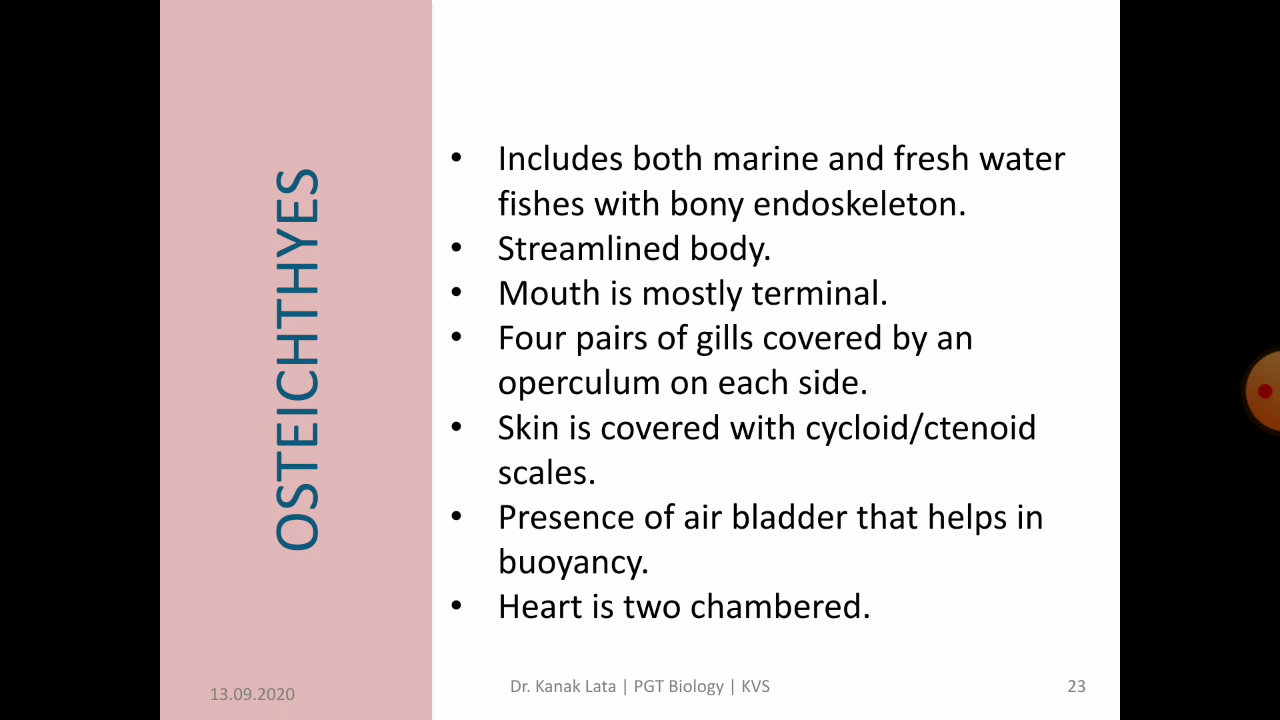 OSTEICHTHYES
• Includes both marine and fresh water
fishes with bony endoskeleton.
• Streamlined body.
• Mouth is mostly terminal.
• Four pairs of gills covered by an
operculum on each side.
• Skin is covered with cycloid/ctenoid
scales.
• Presence of air bladder that helps in
buoyancy.
• Heart is two chambered.
13.09.2020
Dr. Kanak Lata | PGT Biology | KVS
23